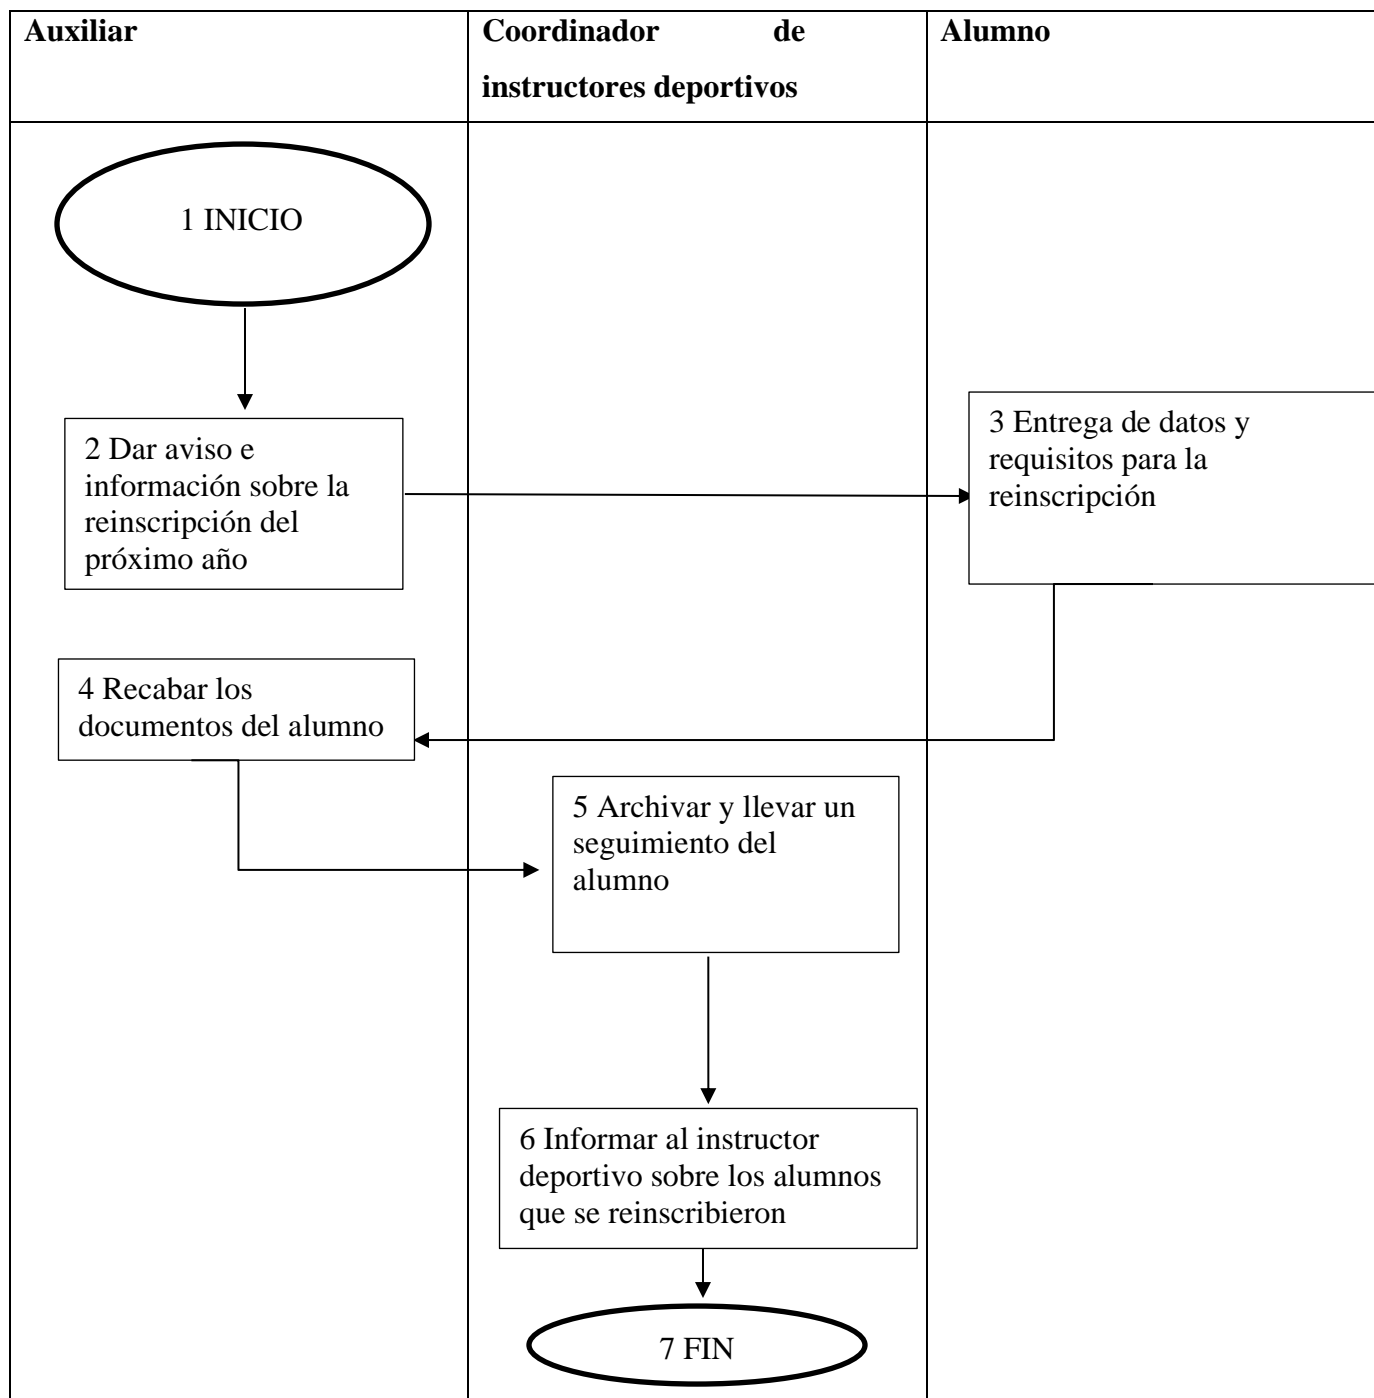 Auxiliar
Coordinador de
instructores deportivos
Alumno
1 INICIO
2 Dar aviso e
información sobre la
reinscripción del
próximo año
3 Entrega de datos y
requisitos para la
reinscripción
4 Recabar los
documentos del alumno
5 Archivar y llevar un
seguimiento del
alumno
6 Informar al instructor
deportivo sobre los alumnos
que se reinscribieron
7 FIN